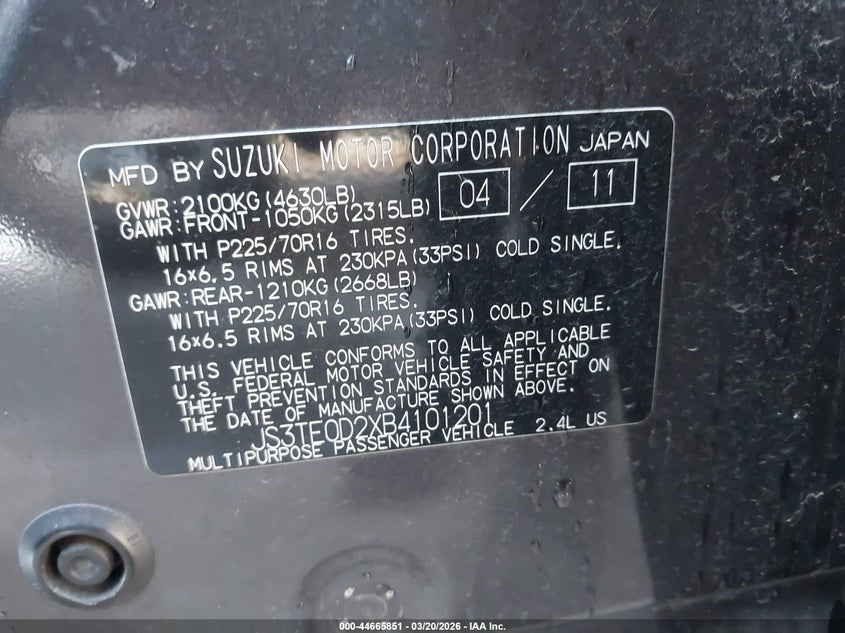 MFD BY SUZUKI MOTOR CORPORATION JAPAN
GVWR:2100KG(4630LB) 04 / 11
GAWR:FRONT-1050KG(2315LB)
WITH P225/70R16 TIRES.
16×6.5 RIMS AT 230KPA(33PSI) COLD SINGLE.
GAWR:REAR-1210KG(2668LB)
WITH P225/70R16 TIRES.
16×6.5 RIMS AT 230KPA(33PSI) COLD SINGLE.
THIS VEHICLE CONFORMS TO ALL APPLICABLE
U.S. FEDERAL MOTOR VEHICLE SAFETY AND
THEFT PREVENTION STANDARDS IN EFFECT ON
THE DATE OF MANUFACTURE SHOWN ABOVE.
JS3TE0D2XB4101201
MULTIPURPOSE PASSENGER VEHICLE 2.4L US
000-44665851 - 03/20/2026 - IAA Inc.